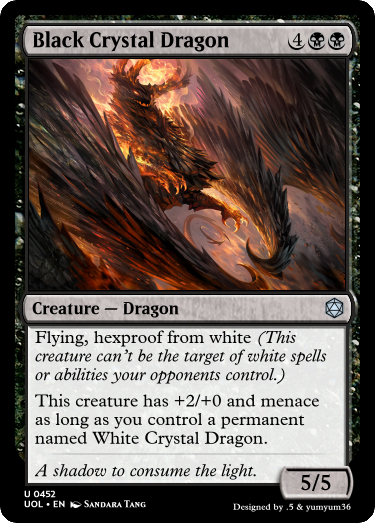 Black Crystal Dragon 4
Creature — Dragon
Flying, hexproof from white (This
creature can't be the target of white spells
or abilities your opponents control.)
This creature has +2/+0 and menace
as long as you control a permanent
named White Crystal Dragon.
A shadow to consume the light.
5/5
U 0452
UOL • EN Sandara Tang
Designed by .5 & yumyum36